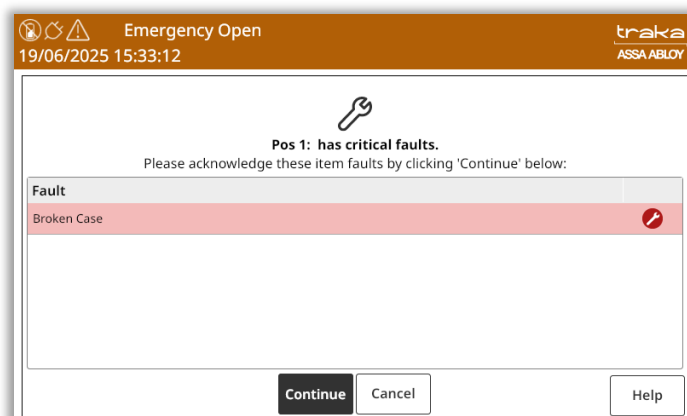 Emergency Open
19/06/2025 15:33:12
traka
ASSA ABLOY
Pos 1: has critical faults.
Please acknowledge these item faults by clicking 'Continue' below:
Fault
Broken Case
Continue
Cancel
Help